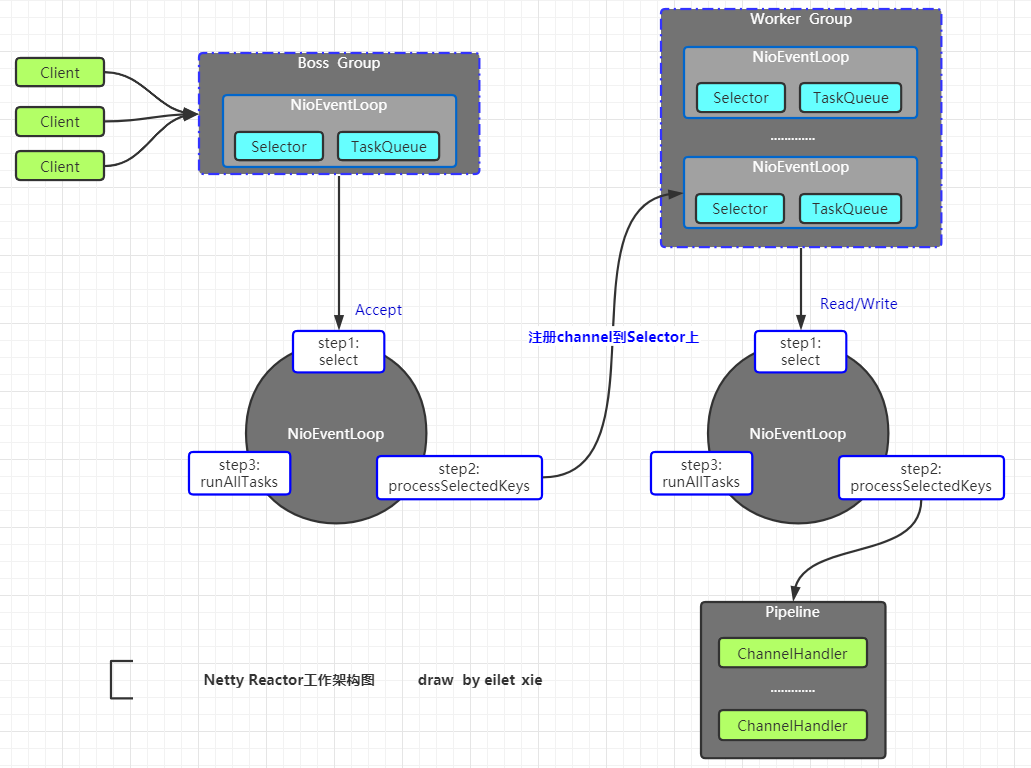 Client
Client
Client
Boss Group
NioEventLoop
Selector
TaskQueue
Accept
step1:
select
NioEventLoop
step3:
runAllTasks
step2:
processSelectedKeys
注册channel到Selector上
Worker Group
NioEventLoop
Selector
TaskQueue
.............
NioEventLoop
Selector
TaskQueue
Read/Write
step1:
select
NioEventLoop
step3:
runAllTasks
step2:
processSelectedKeys
Pipeline
ChannelHandler
.............
ChannelHandler
Netty Reactor工作架构图 draw by eilet xie